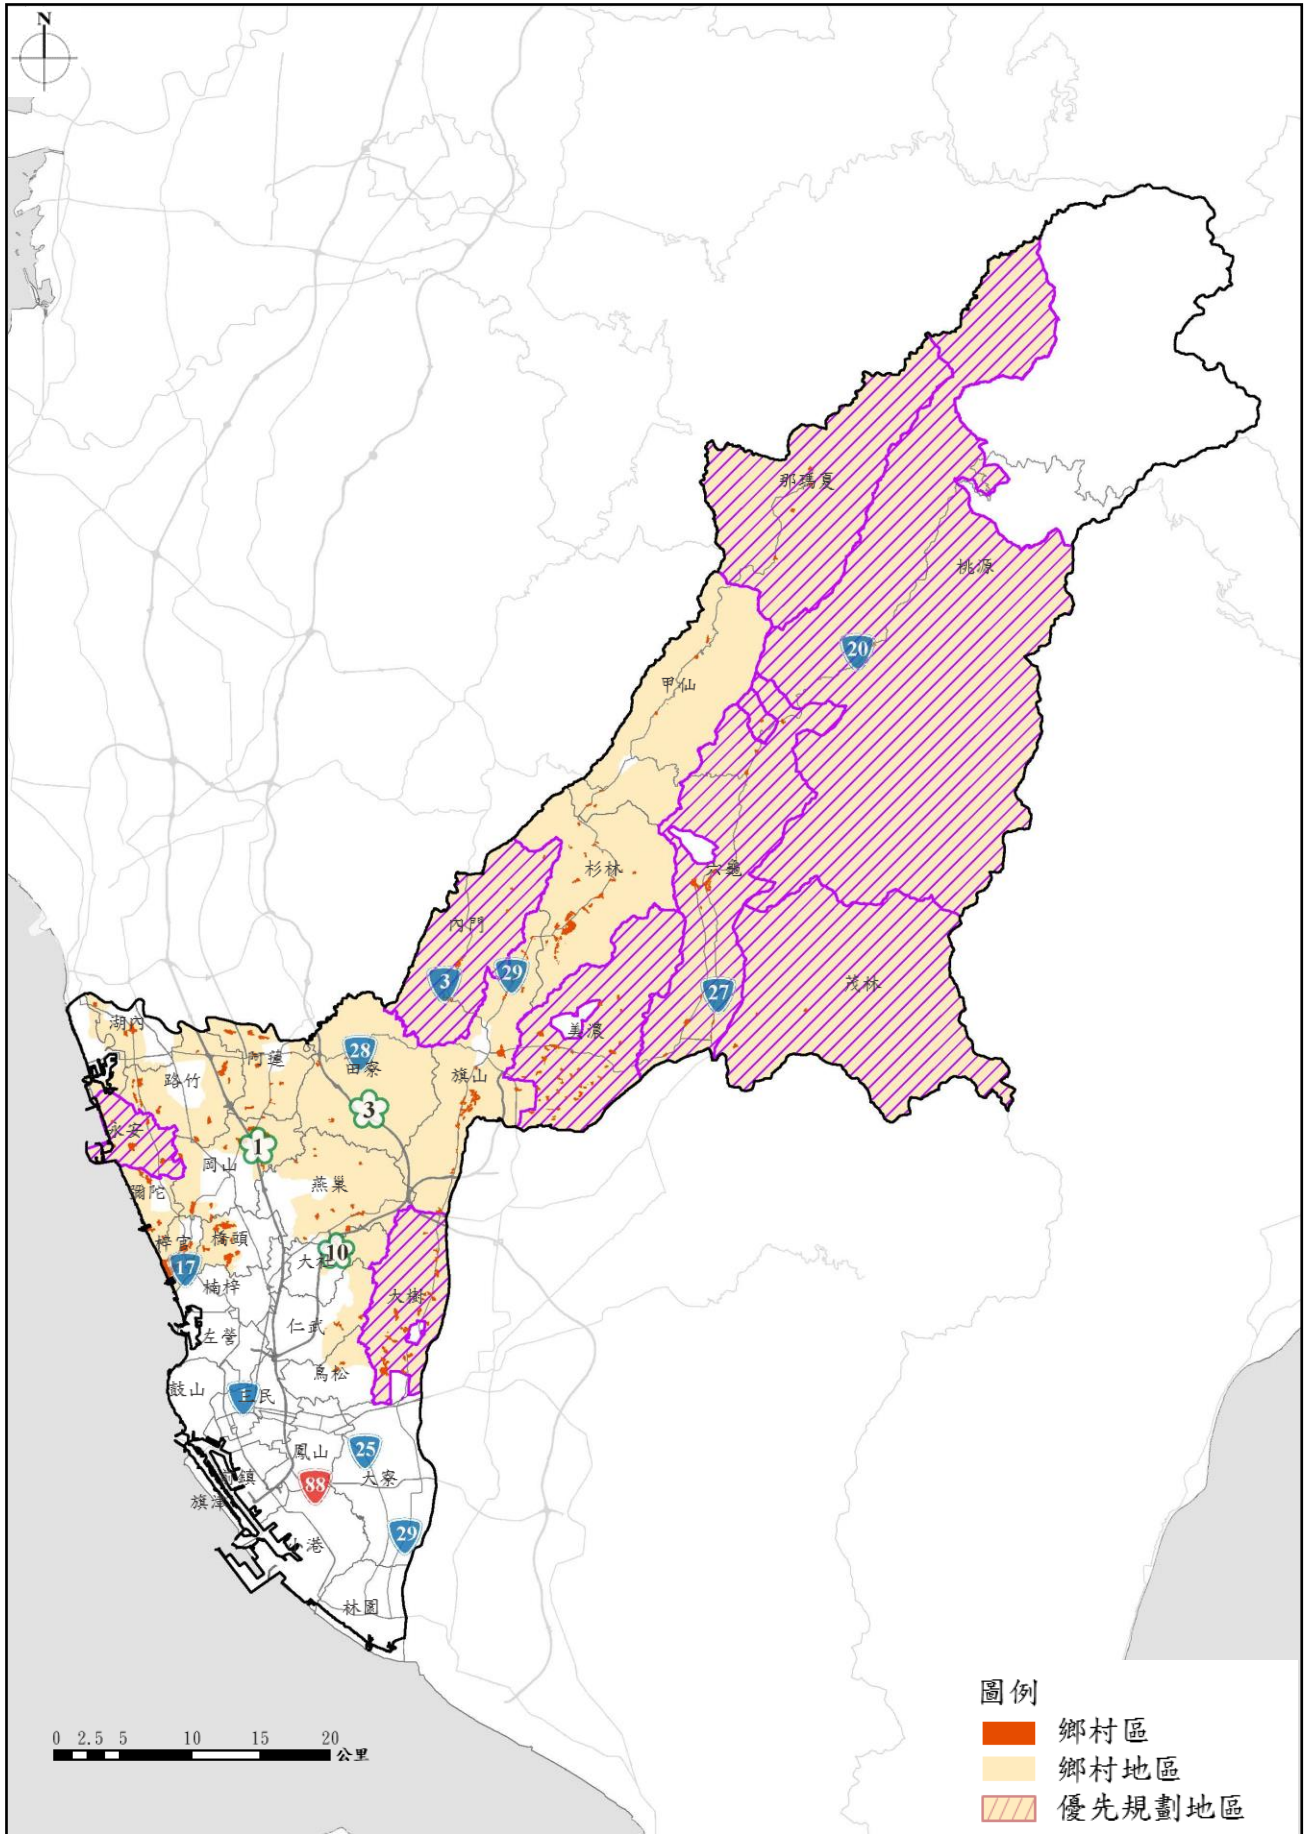 N
那瑪夏
桃源
20
甲仙
杉林
六龜
內門
3
29
27
茂林
美濃
湖內
阿蓮
28
田寮
路竹
旗山
3
永安
1
岡山
燕巢
彌陀
梓官
橋頭
10
大社
17
楠梓
大樹
左營
仁武
鳥松
鼓山
三民
鳳山
25
前鎮
88
大寮
旗津
29
小港
林園
圖例
鄉村區
鄉村地區
優先規劃地區
0 2.5 5 10 15 20
公里